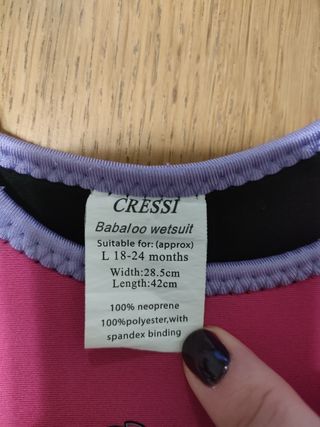 CRESSI
Babaloo wetsuit
Suitable for: (approx)
L 18-24 months
Width:28.5cm
Length:42cm
100% neoprene
100%polyester,with
spandex binding